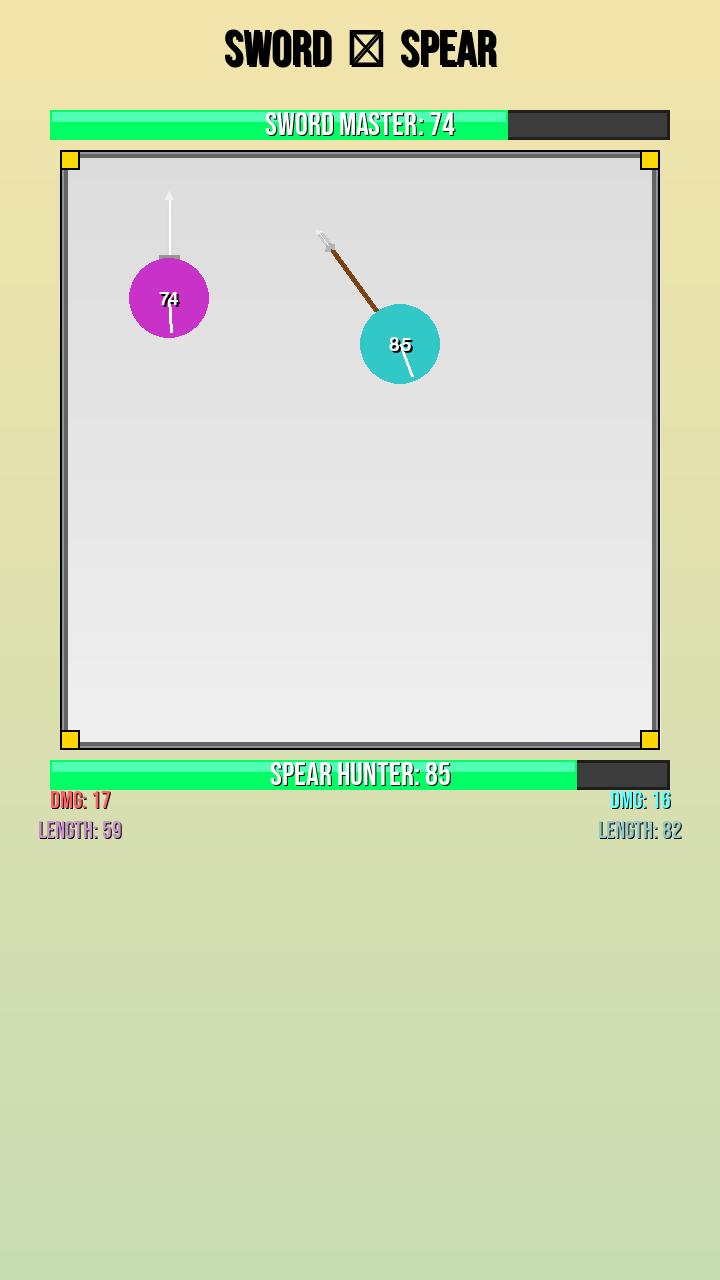 SWORD ☒ SPEAR
SWORD MASTER: 74
74
85
SPEAR HUNTER: 85
DMG: 17
DMG: 16
LENGTH: 59
LENGTH: 82